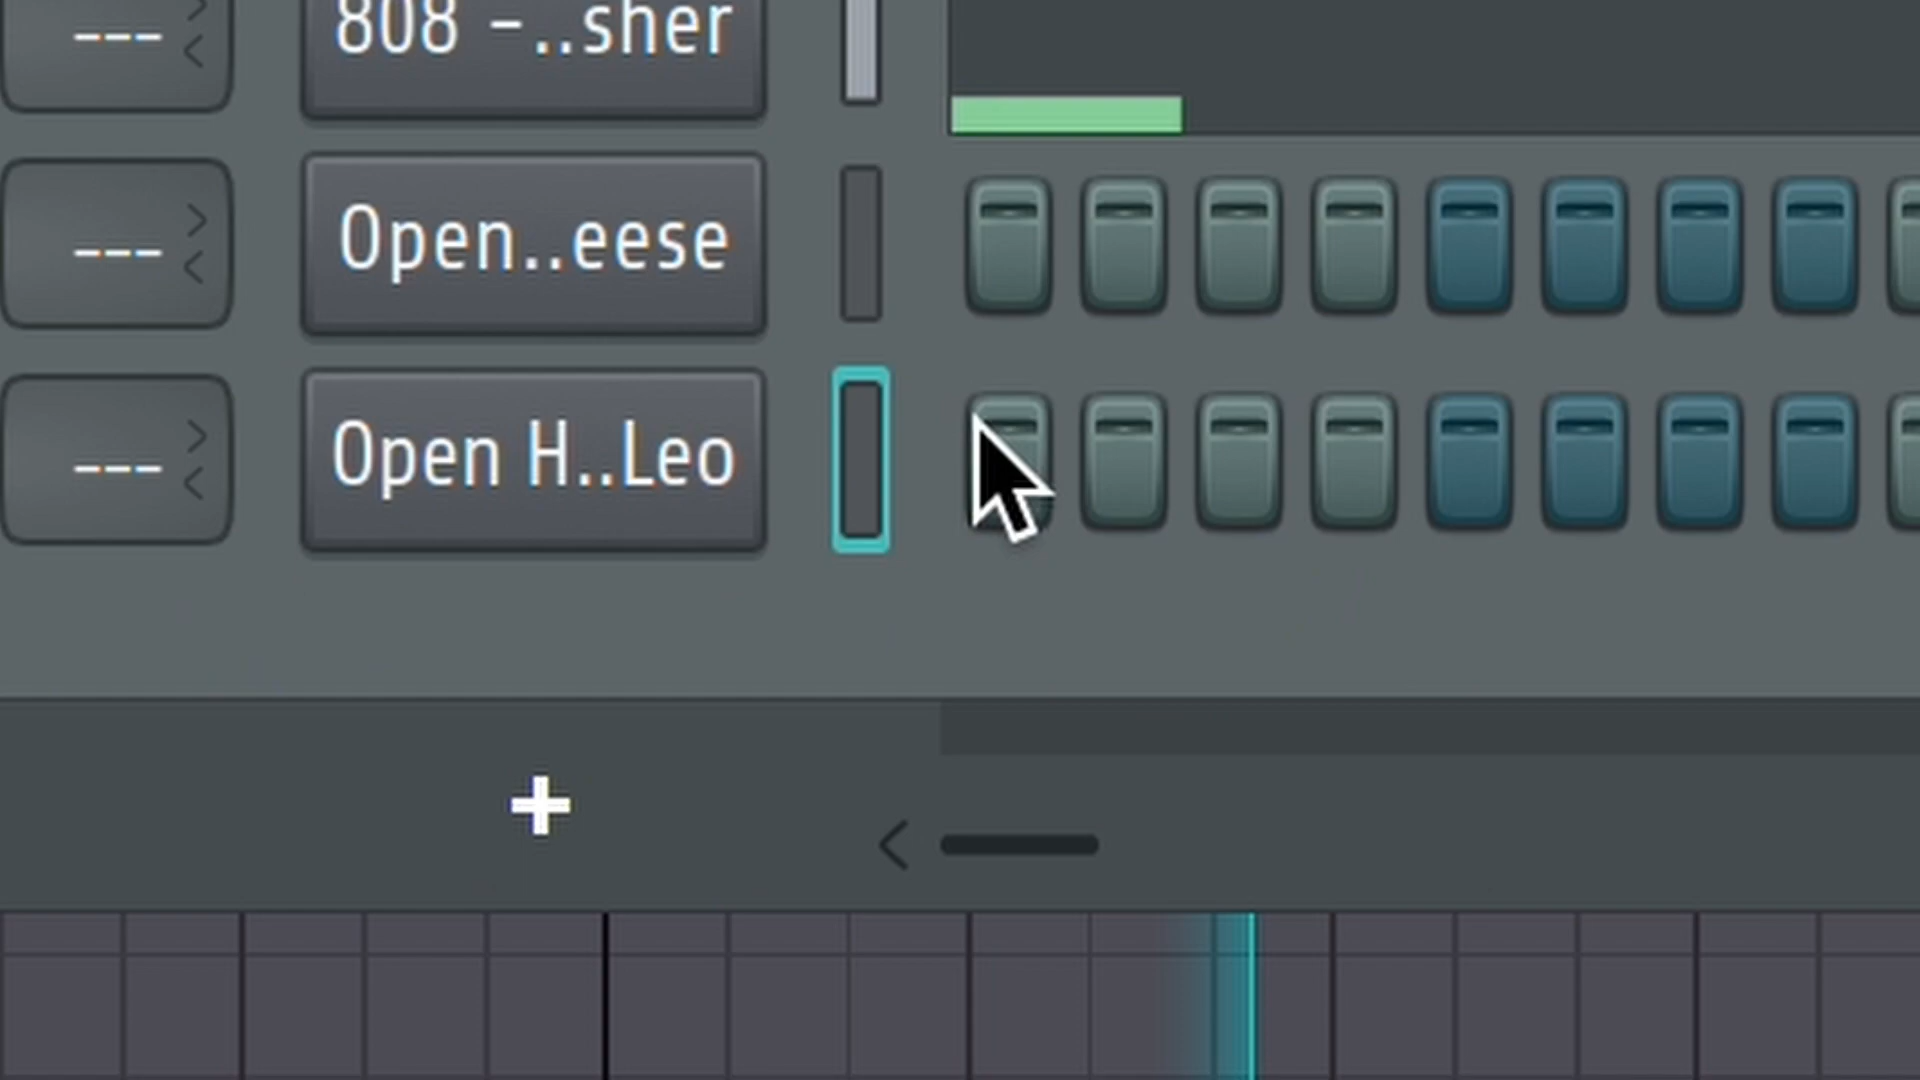 --- 808 -..sher
--- Open..eese
--- Open H..Leo
+